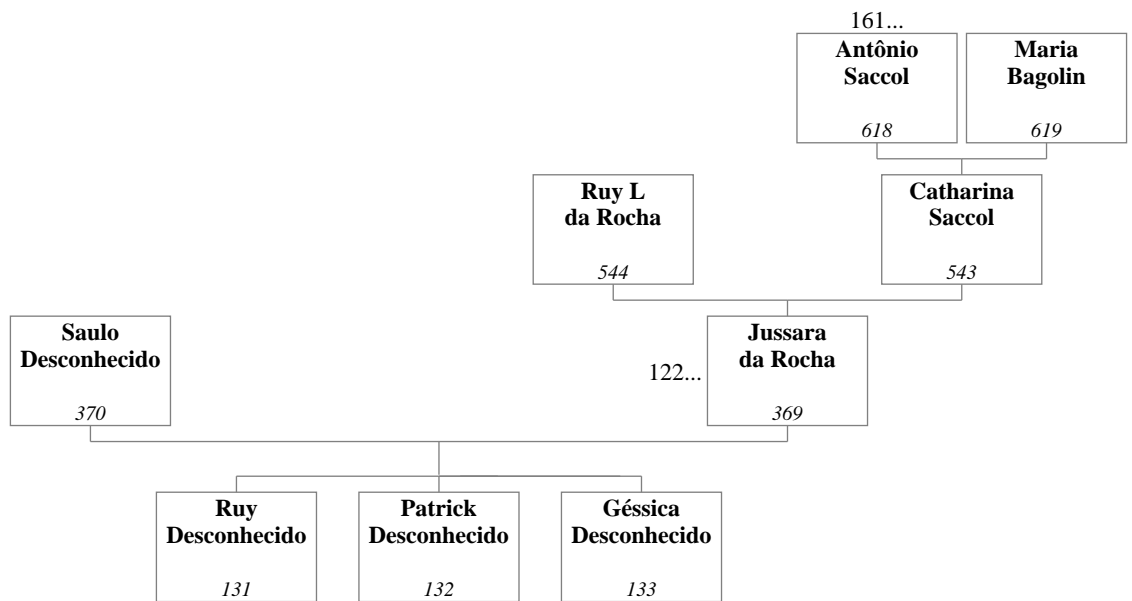 161...
Antônio
Saccol
618
Maria
Bagolin
619
Ruy L
da Rocha
544
Catharina
Saccol
543
Saulo
Desconhecido
370
122...
Jussara
da Rocha
369
Ruy
Desconhecido
131
Patrick
Desconhecido
132
Géssica
Desconhecido
133